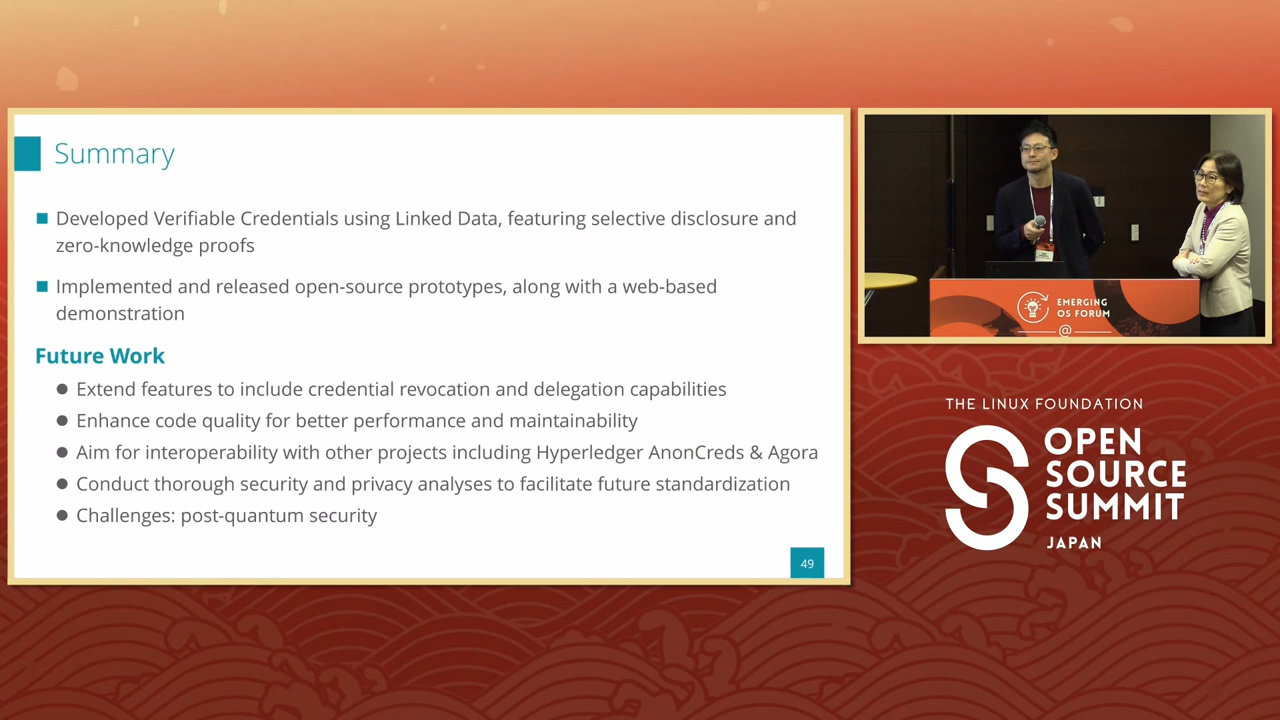 Summary
Developed Verifiable Credentials using Linked Data, featuring selective disclosure and
zero-knowledge proofs
Implemented and released open-source prototypes, along with a web-based
demonstration
Future Work
Extend features to include credential revocation and delegation capabilities
Enhance code quality for better performance and maintainability
Aim for interoperability with other projects including Hyperledger AnonCreds & Agora
Conduct thorough security and privacy analyses to facilitate future standardization
Challenges: post-quantum security
49
EMERGING
OS FORUM
@
THE LINUX FOUNDATION
OPEN
SOURCE
SUMMIT
JAPAN